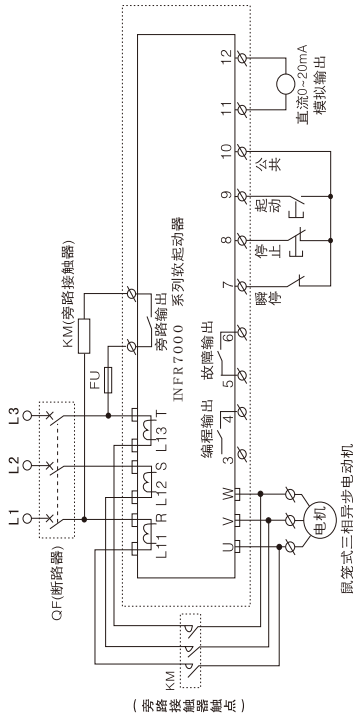 L1
L2
L3
QF(断路器)
KM(旁路接触器)
FU
L11
R
L12
S
L13
T
旁路输出
INFR7000
系列软起动器
U
V
W
3
4
编程输出
5
6
故障输出
7
瞬停
8
停止
9
起动
10
公共
11
12
直流0~20mA
模拟输出
KM
(旁路接触器触点)
电机
鼠笼式三相异步电动机